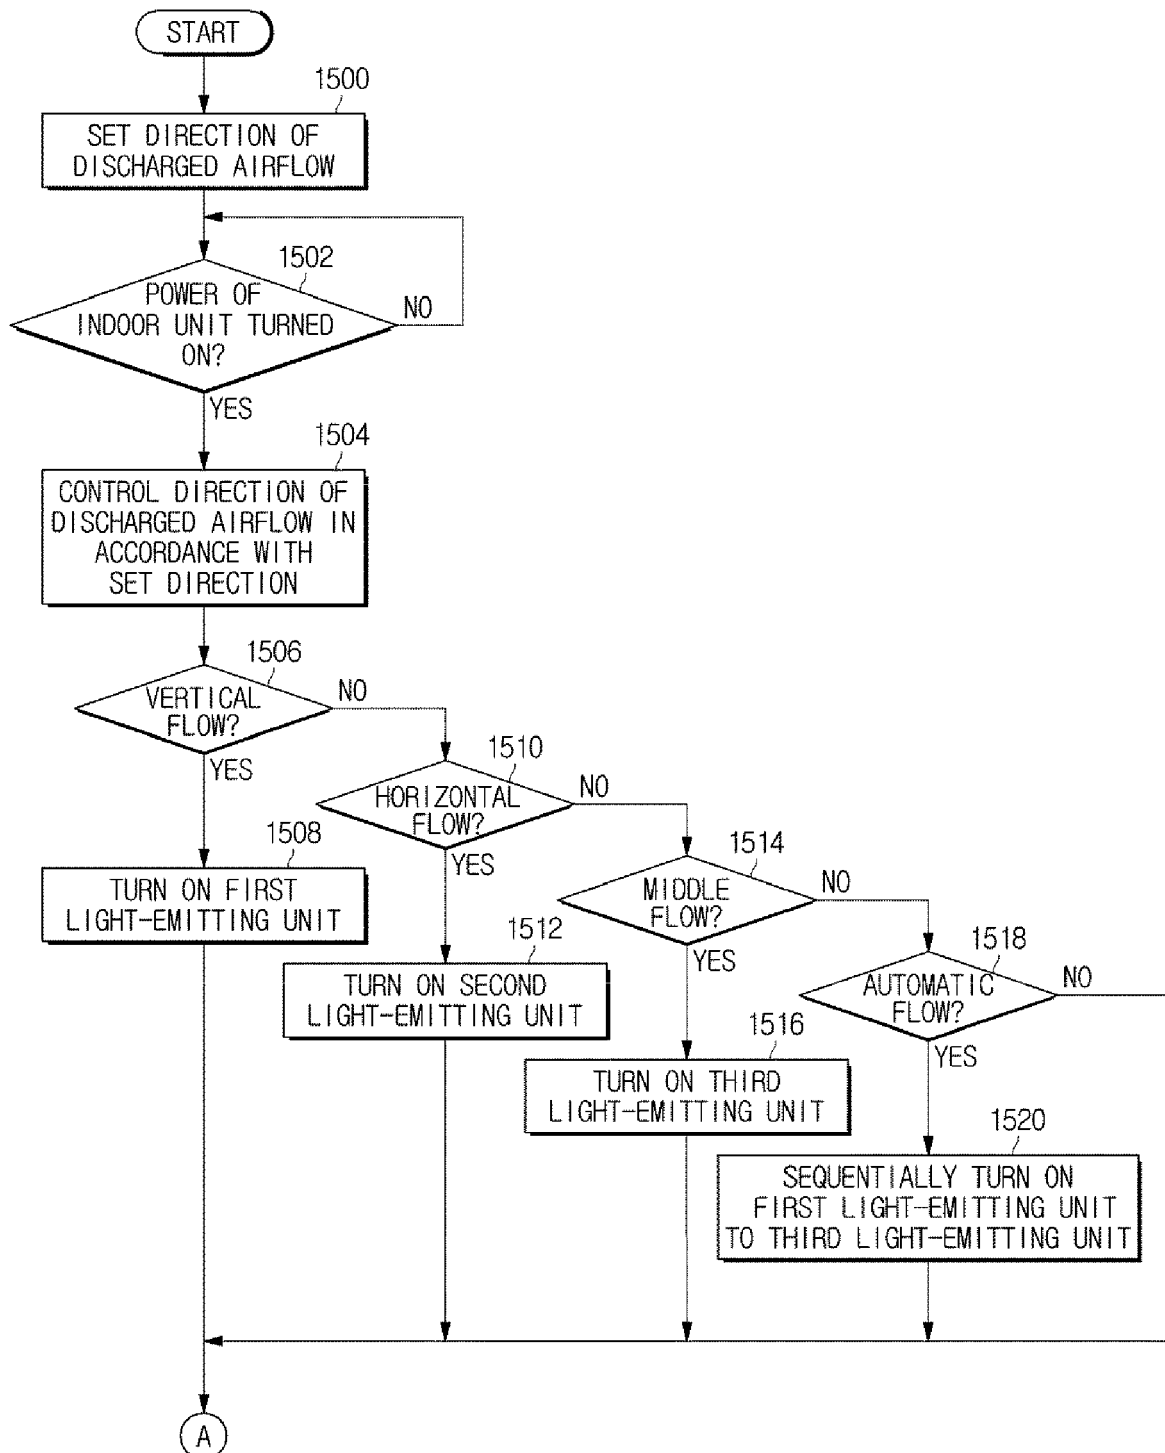 START
1500
SET DIRECTION OF
DISCHARGED AIRFLOW
1502
POWER OF
INDOOR UNIT TURNED
ON?
NO
YES
1504
CONTROL DIRECTION OF
DISCHARGED AIRFLOW IN
ACCORDANCE WITH
SET DIRECTION
1506
VERTICAL
FLOW?
NO
YES
1510
HORIZONTAL
FLOW?
NO
YES
1508
TURN ON FIRST
LIGHT-EMITTING UNIT
1514
MIDDLE
FLOW?
NO
YES
1512
TURN ON SECOND
LIGHT-EMITTING UNIT
1518
AUTOMATIC
FLOW?
NO
YES
1516
TURN ON THIRD
LIGHT-EMITTING UNIT
1520
SEQUENTIALLY TURN ON
FIRST LIGHT-EMITTING UNIT
TO THIRD LIGHT-EMITTING UNIT
A